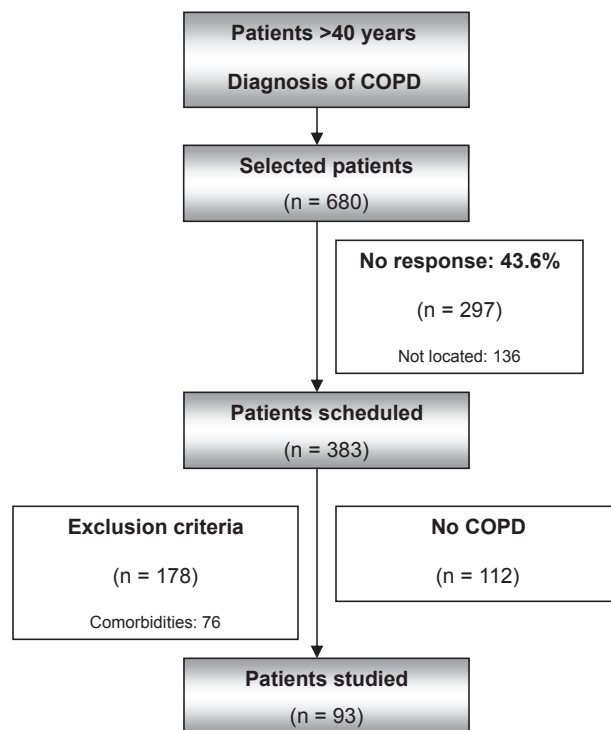 Patients >40 years
Diagnosis of COPD
Selected patients
(n = 680)
No response: 43.6%
(n = 297)
Not located: 136
Patients scheduled
(n = 383)
Exclusion criteria
(n = 178)
Comorbidities: 76
No COPD
(n = 112)
Patients studied
(n = 93)